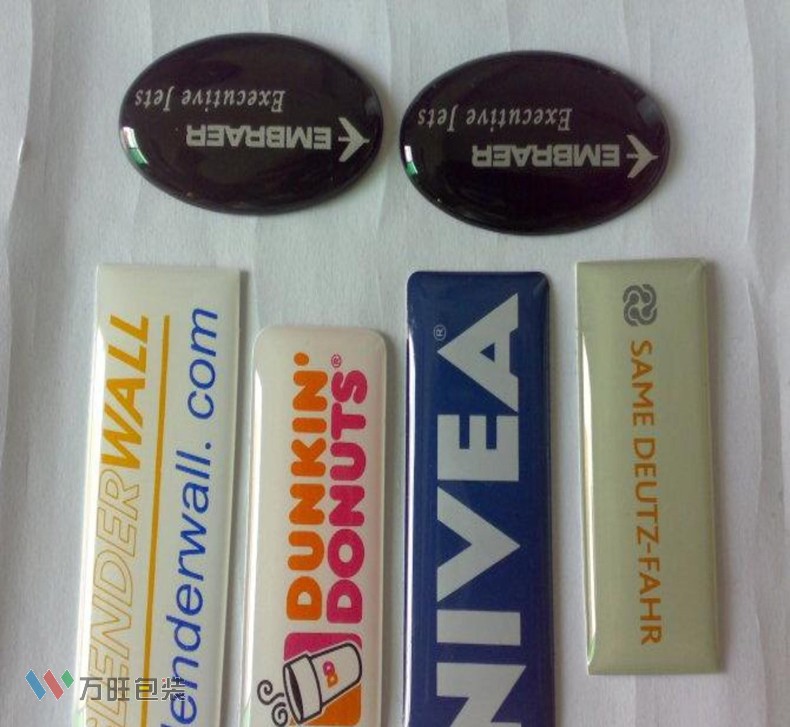 EMBRAER
Executive Jets
EMBRAER
Executive Jets
ENDERWALL
enderwall.com
DUNKIN'
DONUTS®
DD
NIVEA
®
SAME DEUTZ-FAHR
万旺包装